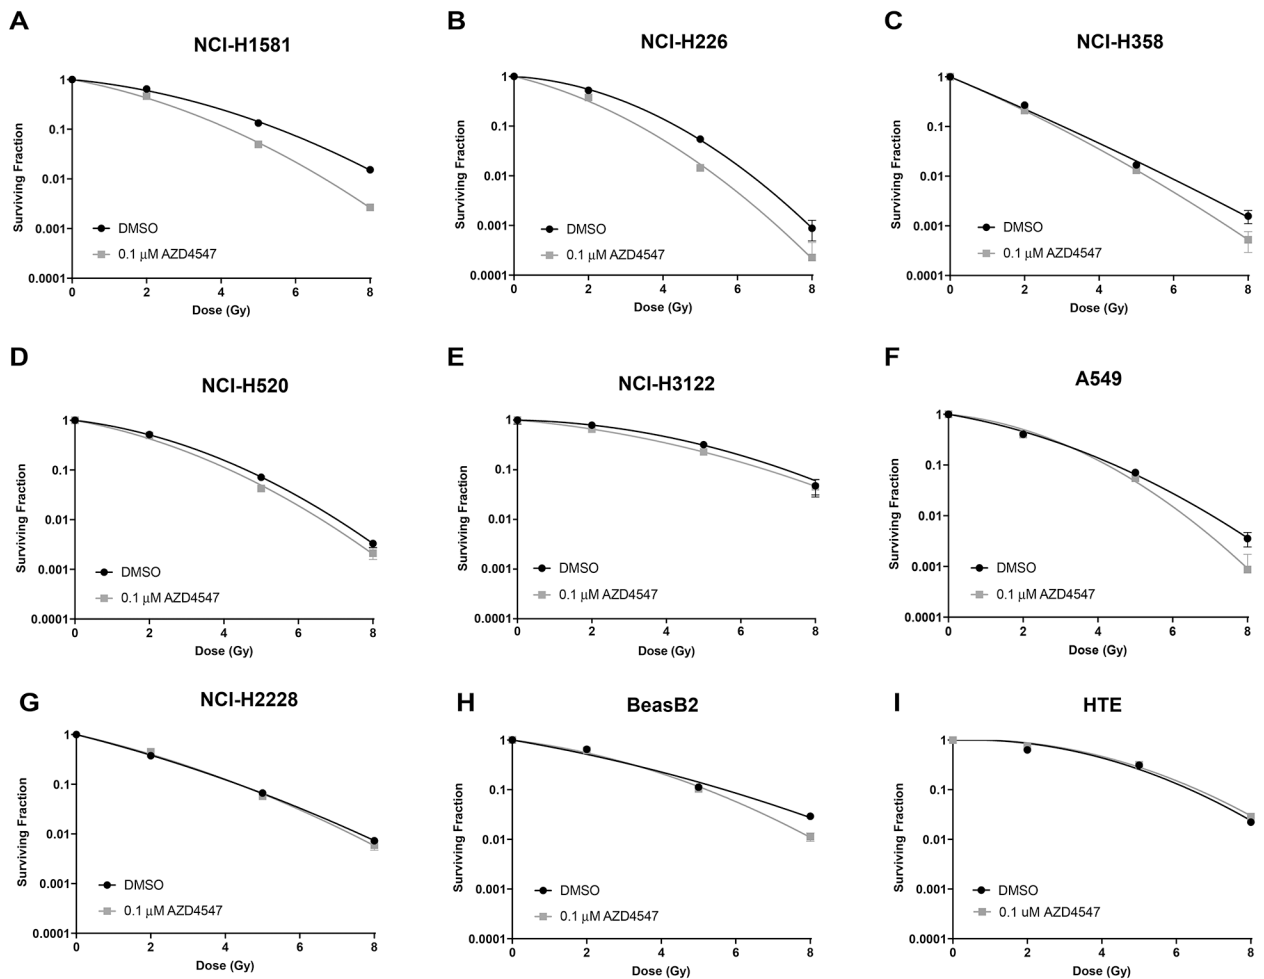 A
NCI-H1581
Surviving Fraction
1
0.1
0.01
0.001
0.0001
DMSO
0.1 µM AZD4547
0 2 4 6 8
Dose (Gy)
B
NCI-H226
Surviving Fraction
1
0.1
0.01
0.001
0.0001
DMSO
0.1 µM AZD4547
0 2 4 6 8
Dose (Gy)
C
NCI-H358
Surviving Fraction
1
0.1
0.01
0.001
0.0001
DMSO
0.1 µM AZD4547
0 2 4 6 8
Dose (Gy)
D
NCI-H520
Surviving Fraction
1
0.1
0.01
0.001
0.0001
DMSO
0.1 µM AZD4547
0 2 4 6 8
Dose (Gy)
E
NCI-H3122
Surviving Fraction
1
0.1
0.01
0.001
0.0001
DMSO
0.1 µM AZD4547
0 2 4 6 8
Dose (Gy)
F
A549
Surviving Fraction
1
0.1
0.01
0.001
0.0001
DMSO
0.1 µM AZD4547
0 2 4 6 8
Dose (Gy)
G
NCI-H2228
Surviving Fraction
1
0.1
0.01
0.001
0.0001
DMSO
0.1 µM AZD4547
0 2 4 6 8
Dose (Gy)
H
BeasB2
Surviving Fraction
1
0.1
0.01
0.001
0.0001
DMSO
0.1 µM AZD4547
0 2 4 6 8
Dose (Gy)
I
HTE
Surviving Fraction
1
0.1
0.01
0.001
0.0001
DMSO
0.1 uM AZD4547
0 2 4 6 8
Dose (Gy)